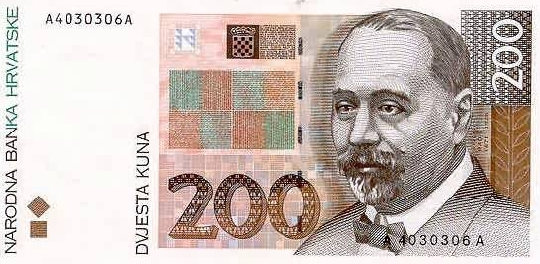 NARODNA BANKA HRVATSKE
A4030306A
DVJESTA KUNA
200
200
A4030306A